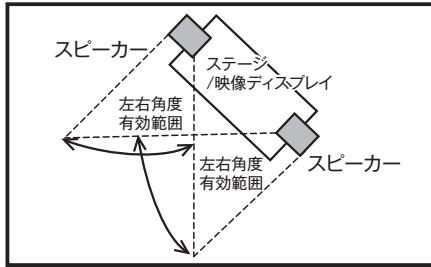 スピーカー
ステージ
/映像ディスプレイ
左右角度
有効範囲
左右角度
有効範囲
スピーカー